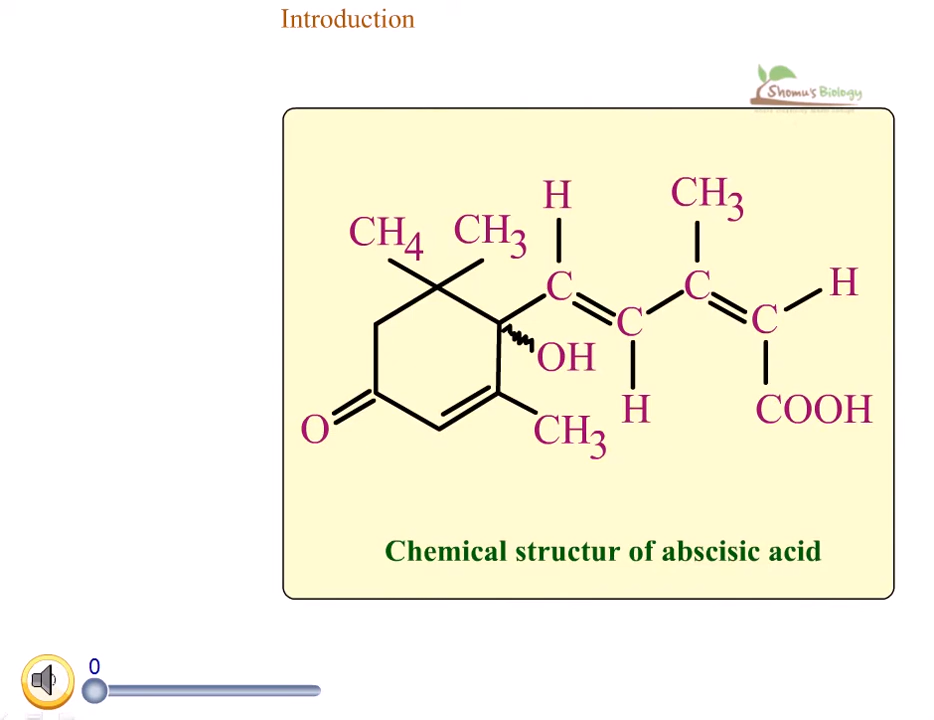 Introduction
Shomu's Biology
H
CH3
CH4 CH3
C C H
C C
OH
O CH3 H COOH
Chemical structur of abscisic acid
0